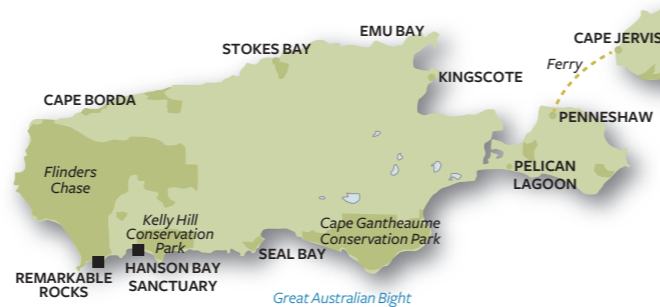 EMU BAY
CAPE JERVIS
STOKES BAY
Ferry
KINGSCOTE
CAPE BORDA
PENNESHAW
Flinders
Chase
PELICAN
LAGOON
Kelly Hill
Conservation
Park
Cape Gantheaume
Conservation Park
SEAL BAY
REMARKABLE
ROCKS
HANSON BAY
SANCTUARY
Great Australian Bight